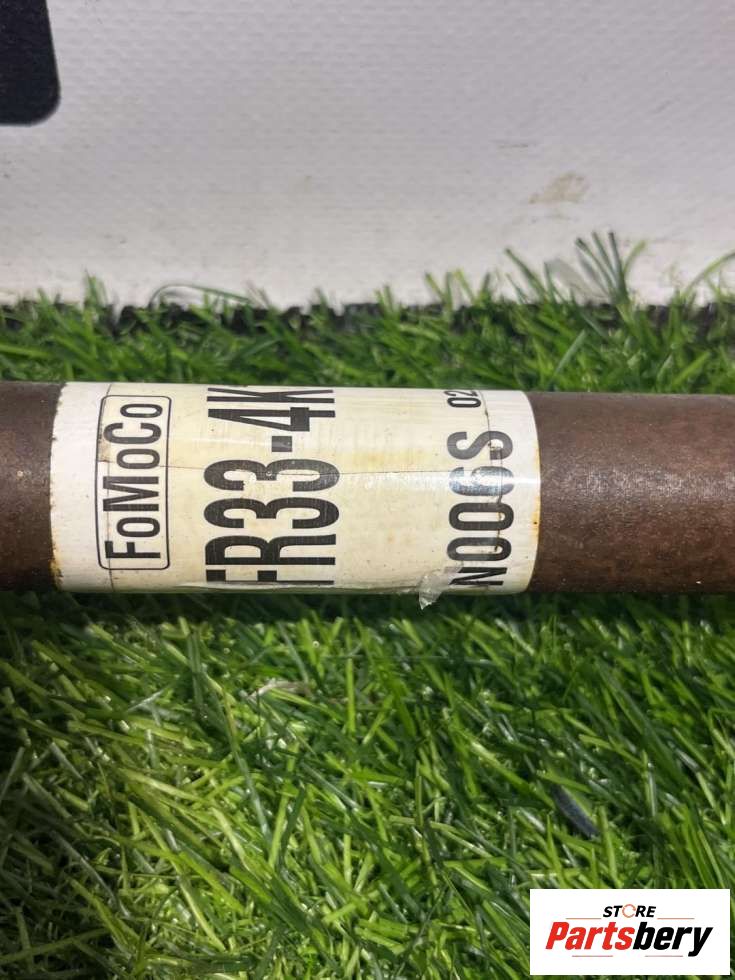 FoMoCo
FR33-4K
N006S 02
STORE
Partsbery